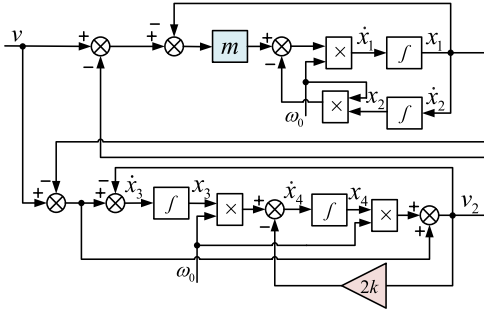 v + − − + m + − × ẋ₁ ∫ x₁
ω₀ × x₂ ∫ ẋ₂
+ − + − ẋ₃ ∫ x₃ × + − ẋ₄ ∫ x₄ × + + v₂
ω₀
2k